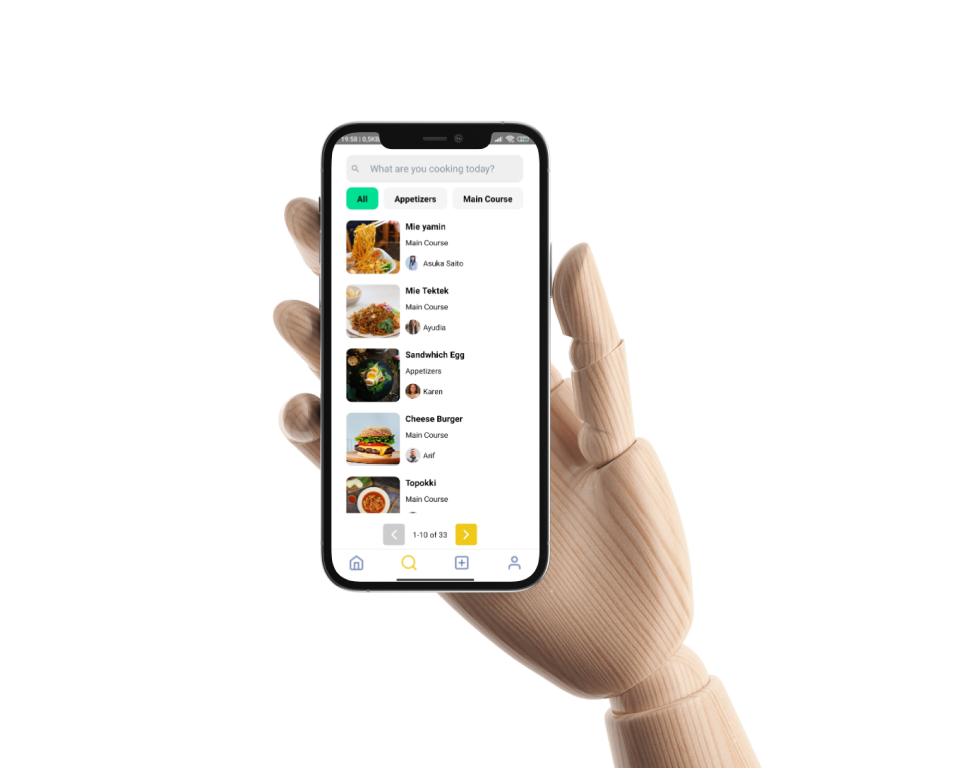 19:58 | 0.5KB
What are you cooking today?
All Appetizers Main Course
Mie yamin
Main Course
Asuka Saito
Mie Tektek
Main Course
Ayudia
Sandwhich Egg
Appetizers
Karen
Cheese Burger
Main Course
Arif
Topokki
Main Course
1-10 of 33